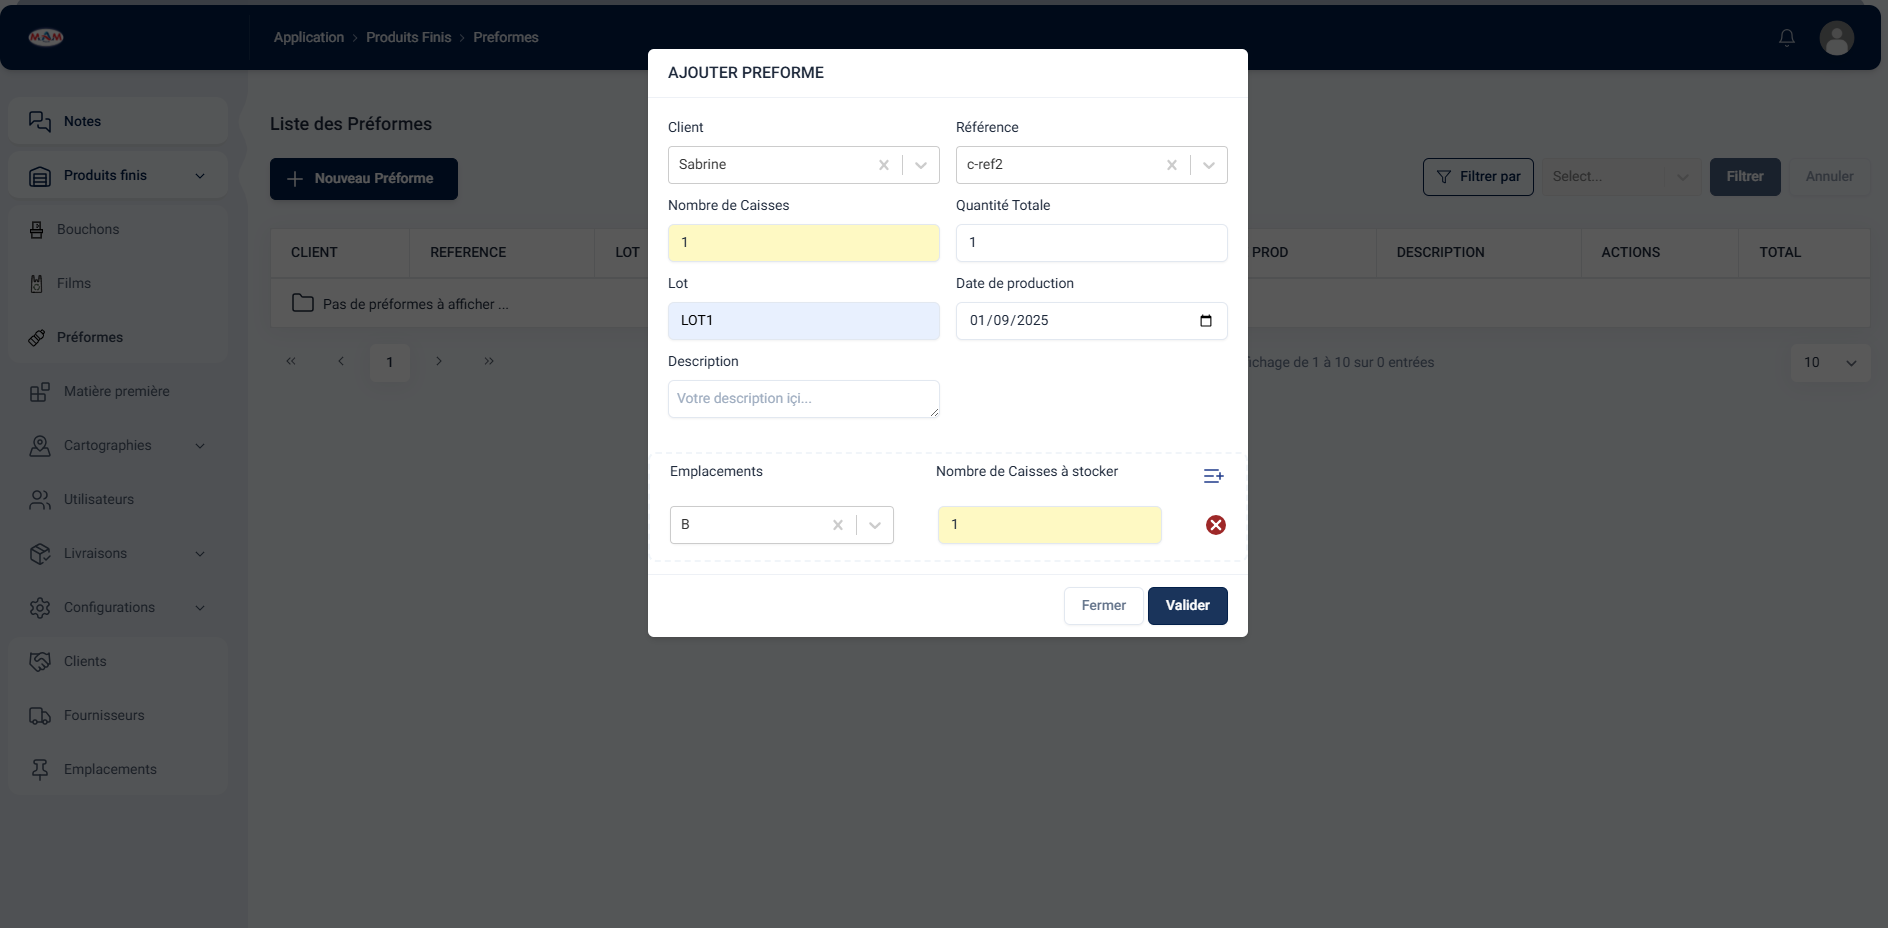 MAM
Application > Produits Finis > Preformes
Notes
Produits finis
Bouchons
Films
Préformes
Matière première
Cartographies
Utilisateurs
Livraisons
Configurations
Clients
Fournisseurs
Emplacements
Liste des Préformes
Nouveau Préforme
Filtrer par
Select...
Filtrer
Annuler
CLIENT REFERENCE LOT PROD DESCRIPTION ACTIONS TOTAL
Pas de préformes à afficher ...
« ‹ 1 › »
de 1 à 10 sur 0 entrées
10
AJOUTER PREFORME
Client Référence
Sabrine c-ref2
Nombre de Caisses Quantité Totale
1 1
Lot Date de production
LOT1 01/09/2025
Description
Votre description içi...
Emplacements Nombre de Caisses à stocker
B 1
Fermer Valider